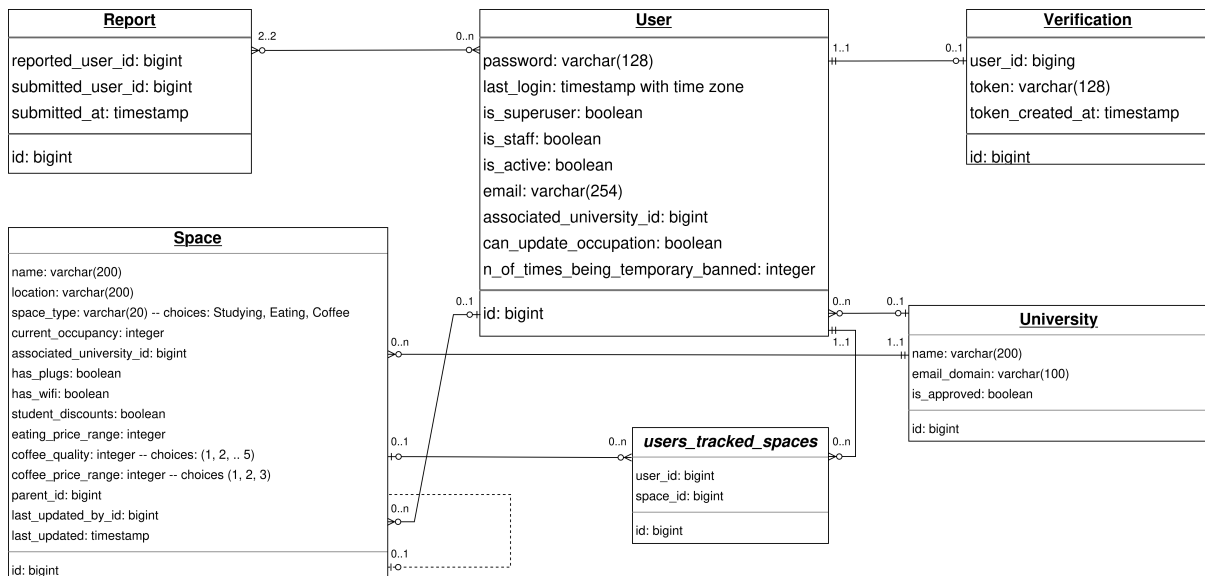 Report
reported_user_id: bigint
submitted_user_id: bigint
submitted_at: timestamp
id: bigint
2..2
0..n
User
password: varchar(128)
last_login: timestamp with time zone
is_superuser: boolean
is_staff: boolean
is_active: boolean
email: varchar(254)
associated_university_id: bigint
can_update_occupation: boolean
n_of_times_being_temporary_banned: integer
id: bigint
1..1
0..1
Verification
user_id: biging
token: varchar(128)
token_created_at: timestamp
id: bigint
Space
name: varchar(200)
location: varchar(200)
space_type: varchar(20) -- choices: Studying, Eating, Coffee
current_occupancy: integer
associated_university_id: bigint
has_plugs: boolean
has_wifi: boolean
student_discounts: boolean
eating_price_range: integer
coffee_quality: integer -- choices: (1, 2, .. 5)
coffee_price_range: integer -- choices (1, 2, 3)
parent_id: bigint
last_updated_by_id: bigint
last_updated: timestamp
id: bigint
0..1
0..n
0..1
0..n
1..1
1..1
University
name: varchar(200)
email_domain: varchar(100)
is_approved: boolean
id: bigint
0..1
0..n
users_tracked_spaces
0..n
user_id: bigint
space_id: bigint
id: bigint
0..n
0..1